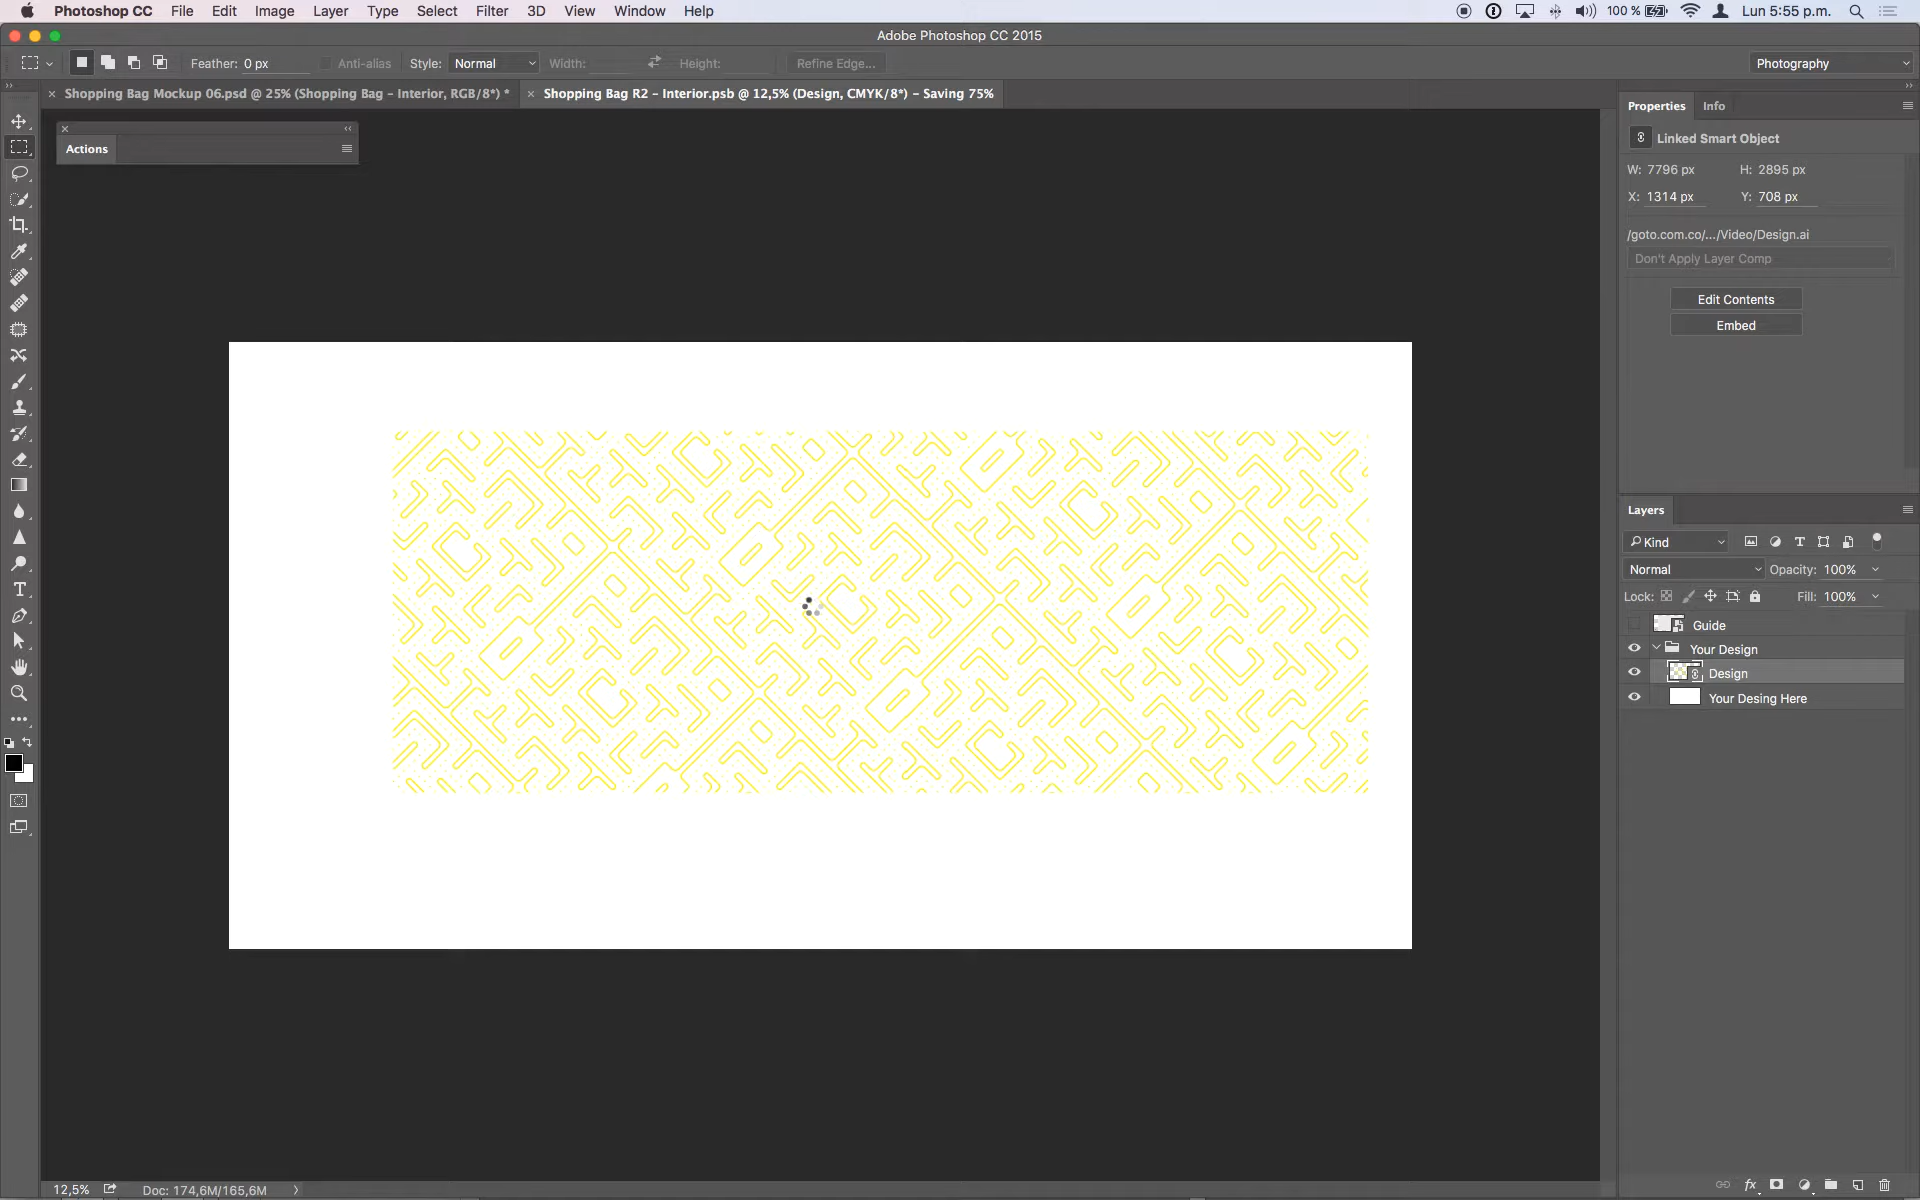 Photoshop CC File Edit Image Layer Type Select Filter 3D View Window Help 100 % Lun 5:55 p.m.
Adobe Photoshop CC 2015
Feather: 0 px Anti-alias Style: Normal Width: Height: Refine Edge... Photography
Shopping Bag Mockup 06.psd @ 25% (Shopping Bag - Interior, RGB/8*) * Shopping Bag R2 - Interior.psb @ 12,5% (Design, CMYK/8*) - Saving 75%
Actions
Properties Info
Linked Smart Object
W: 7796 px H: 2895 px
X: 1314 px Y: 708 px
/goto.com.co/.../Video/Design.ai
Don't Apply Layer Comp
Edit Contents
Embed
Layers
Kind
Normal Opacity: 100%
Lock: Fill: 100%
Guide
Your Design
Design
Your Desing Here
12,5% Doc: 174,6M/165,6M